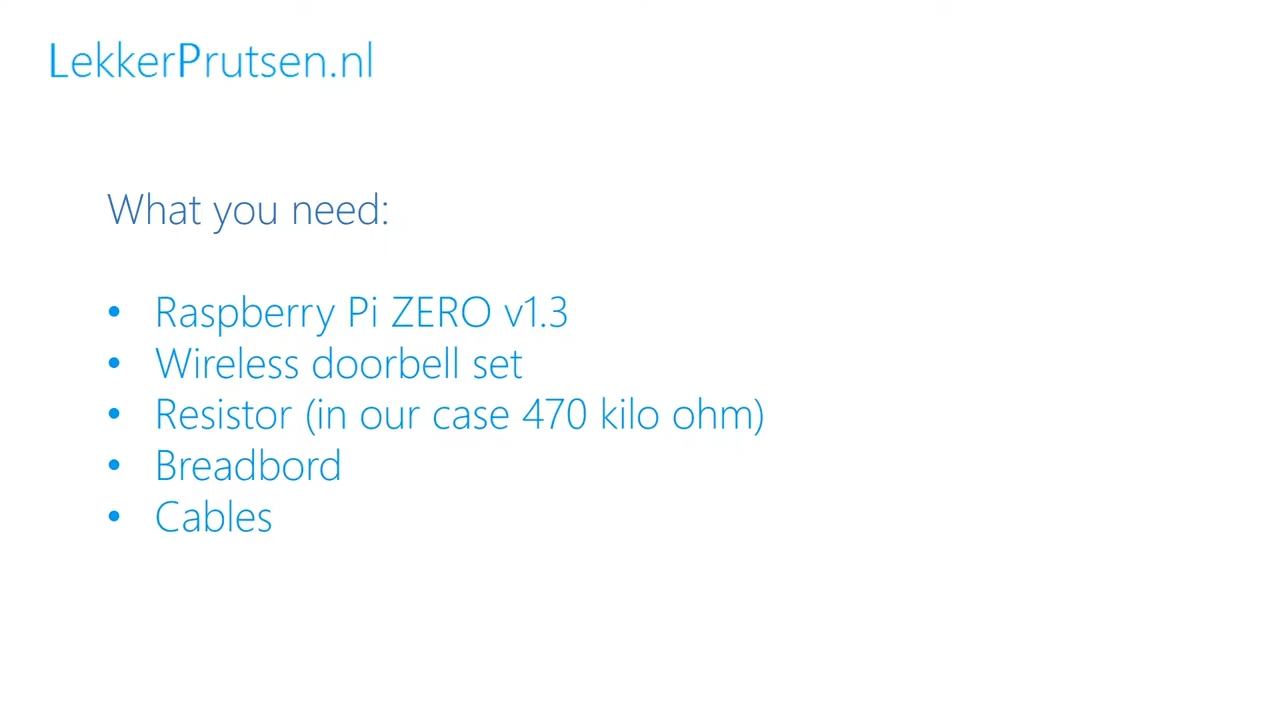 LekkerPrutsen.nl
What you need:
• Raspberry Pi ZERO v1.3
• Wireless doorbell set
• Resistor (in our case 470 kilo ohm)
• Breadbord
• Cables